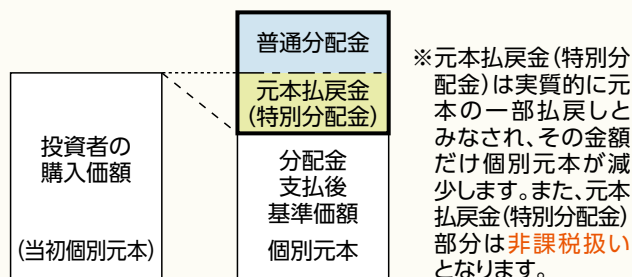 普通分配金
元本払戻金
(特別分配金)
投資者の
購入価額
(当初個別元本)
分配金
支払後
基準価額
個別元本
※元本払戻金(特別分
配金)は実質的に元
本の一部払戻しと
みなされ、その金額
だけ個別元本が減
少します。また、元本
払戻金(特別分配金)
部分は非課税扱い
となります。